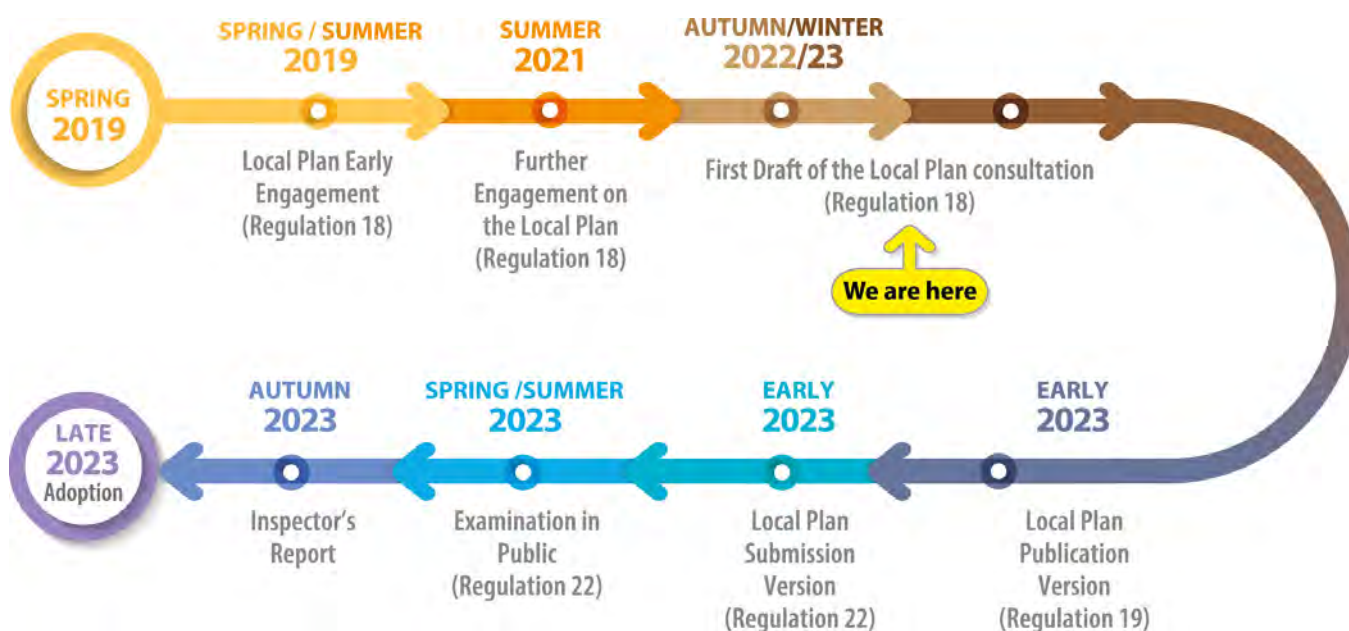 SPRING
2019
SPRING / SUMMER
2019
Local Plan Early
Engagement
(Regulation 18)
SUMMER
2021
Further
Engagement on
the Local Plan
(Regulation 18)
AUTUMN/WINTER
2022/23
First Draft of the Local Plan consultation
(Regulation 18)
We are here
EARLY
2023
Local Plan
Publication
Version
(Regulation 19)
EARLY
2023
Local Plan
Submission
Version
(Regulation 22)
SPRING /SUMMER
2023
Examination in
Public
(Regulation 22)
AUTUMN
2023
Inspector's
Report
LATE
2023
Adoption